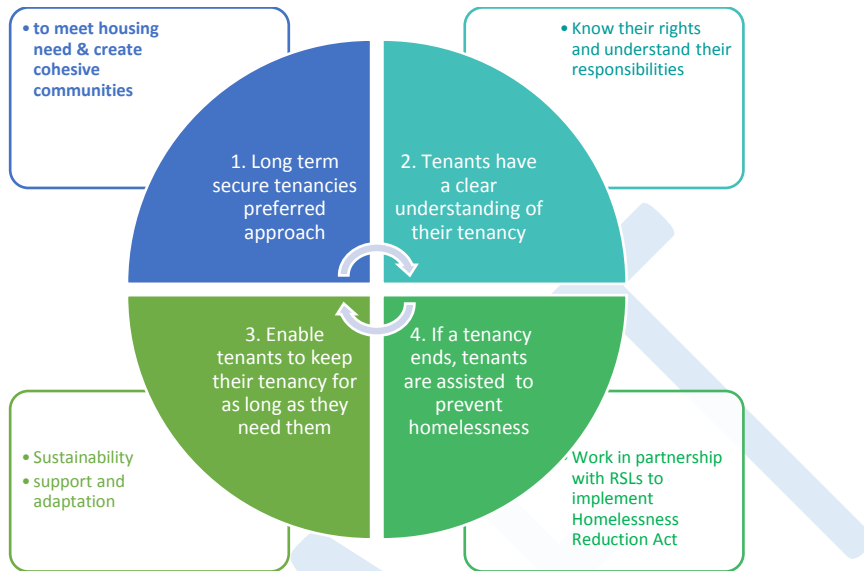 • to meet housing
need & create
cohesive
communities
• Know their rights
and understand their
responsibilities
1. Long term
secure tenancies
preferred
approach
2. Tenants have
a clear
understanding of
their tenancy
3. Enable
tenants to keep
their tenancy for
as long as they
need them
4. If a tenancy
ends, tenants
are assisted to
prevent
homelessness
• Sustainability
• support and
adaptation
• Work in partnership
with RSLs to
implement
Homelessness
Reduction Act